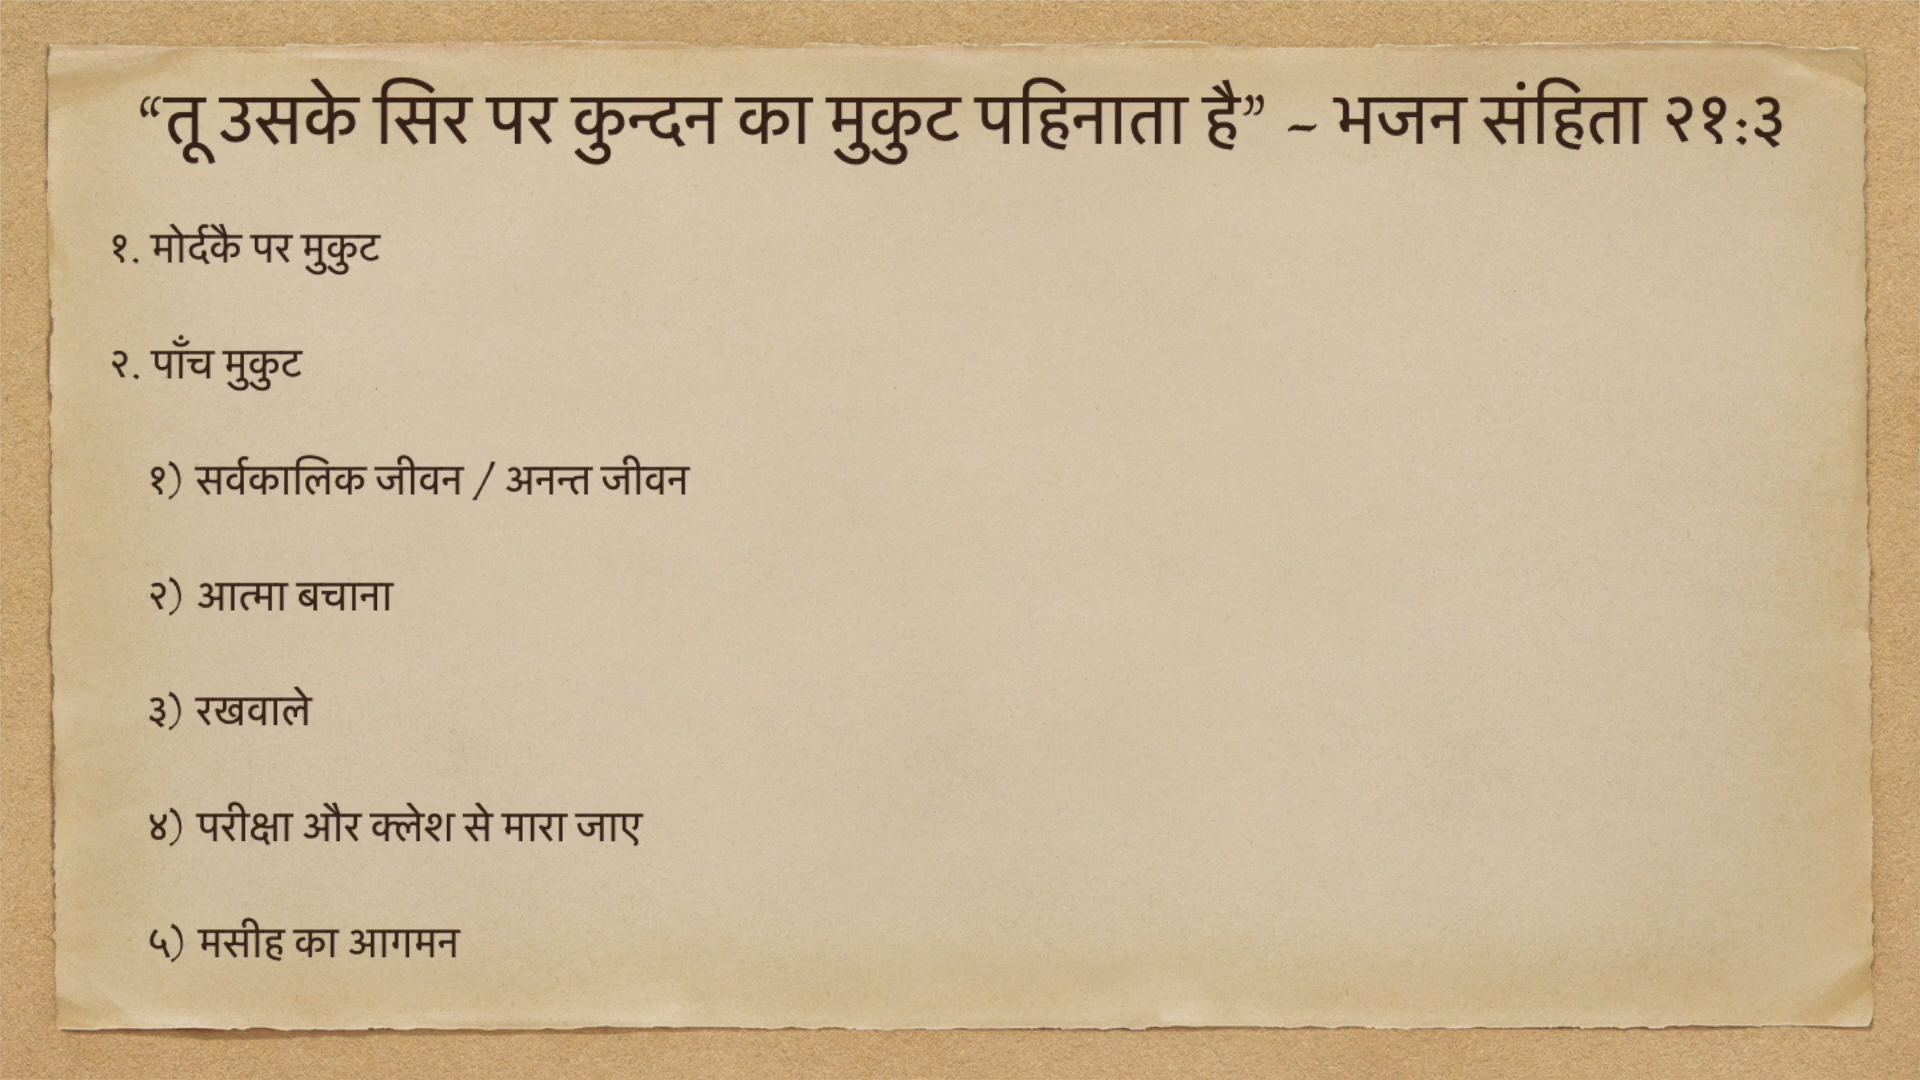 “तू उसके सिर पर कुन्दन का मुकुट पहिनाता है” ~ भजन संहिता २१:३
१. मोर्दकै पर मुकुट
२. पाँच मुकुट
१) सर्वकालिक जीवन / अनन्त जीवन
२) आत्मा बचाना
३) रखवाले
४) परीक्षा और क्लेश से मारा जाए
५) मसीह का आगमन